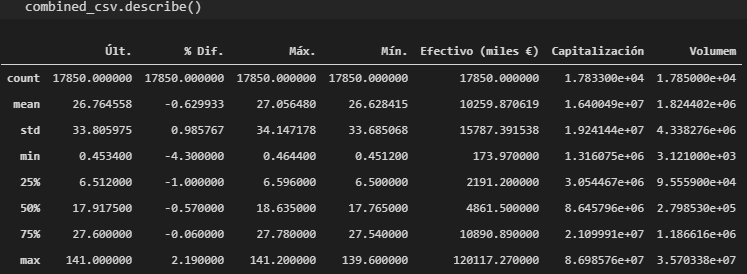 combined_csv.describe()
Últ. % Dif. Máx. Mín. Efectivo (miles €) Capitalización Volumem
count 17850.000000 17850.000000 17850.000000 17850.000000 17850.000000 1.783300e+04 1.785000e+04
mean 26.764558 -0.629933 27.056480 26.628415 10259.870619 1.640049e+07 1.824402e+06
std 33.805975 0.985767 34.147178 33.685068 15787.391538 1.924144e+07 4.338276e+06
min 0.453400 -4.300000 0.464400 0.451200 173.970000 1.316075e+06 3.121000e+03
25% 6.512000 -1.000000 6.596000 6.500000 2191.200000 3.054467e+06 9.555900e+04
50% 17.917500 -0.570000 18.635000 17.765000 4861.500000 8.645796e+06 2.798530e+05
75% 27.600000 -0.060000 27.780000 27.540000 10890.890000 2.109991e+07 1.186616e+06
max 141.000000 2.190000 141.200000 139.600000 120117.270000 8.698576e+07 3.570338e+07